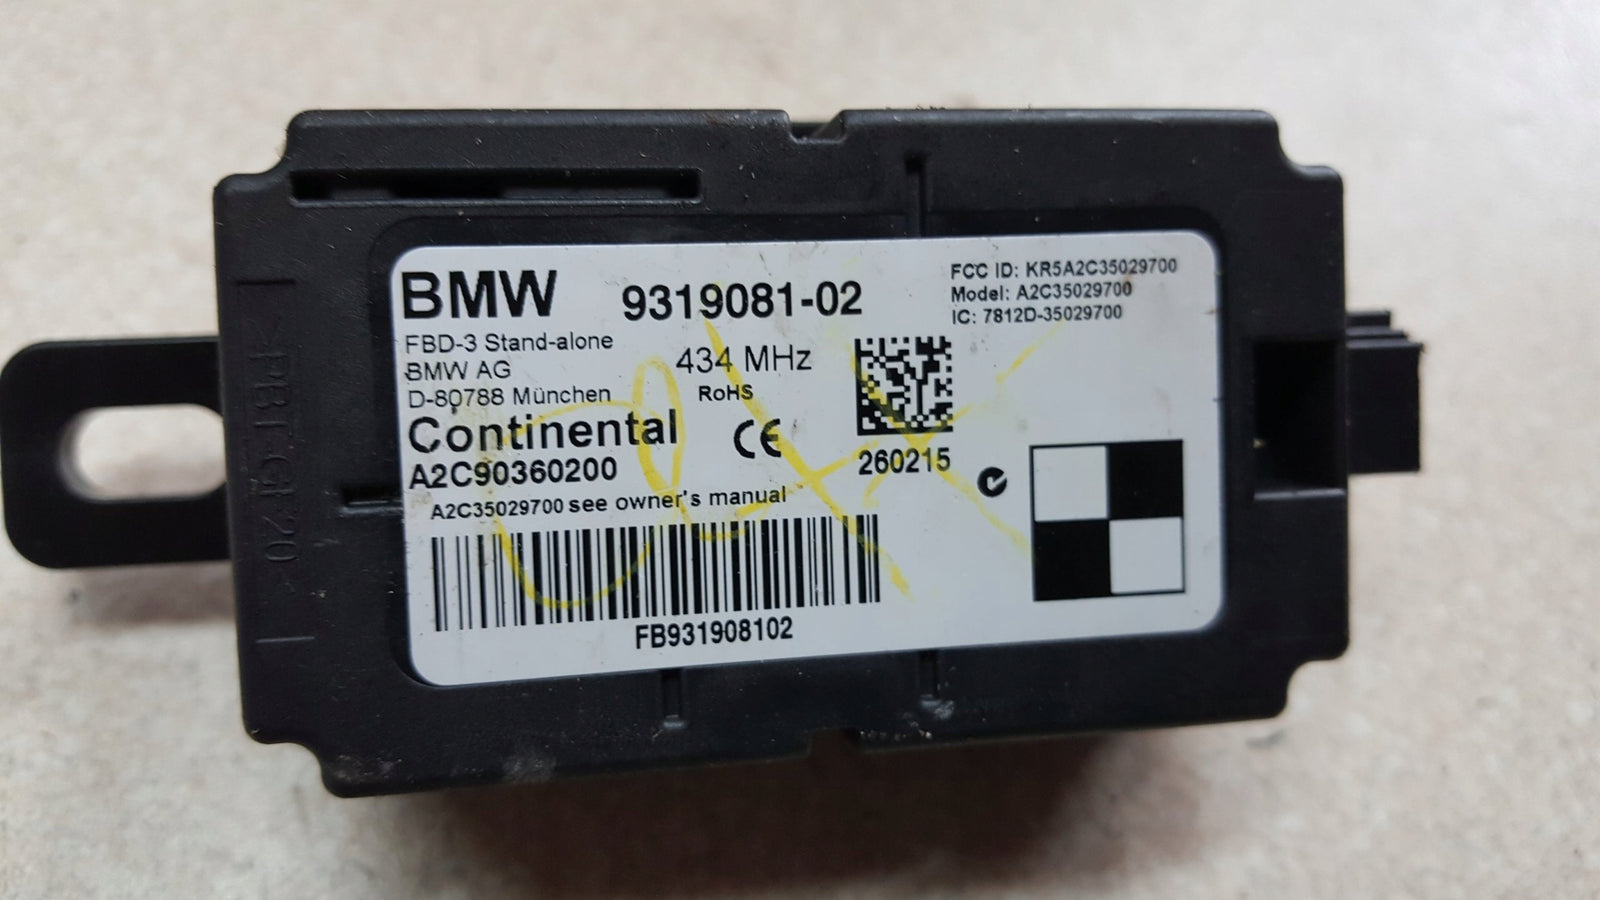 BMW 9319081-02
FCC ID: KR5A2C35029700
Model: A2C35029700
IC: 7812D-35029700
FBD-3 Stand-alone
BMW AG
D-80788 München
434 MHz
RoHS
Continental
CE
A2C90360200
260215
A2C35029700 see owner's manual
FB931908102
>PBT-GF20<